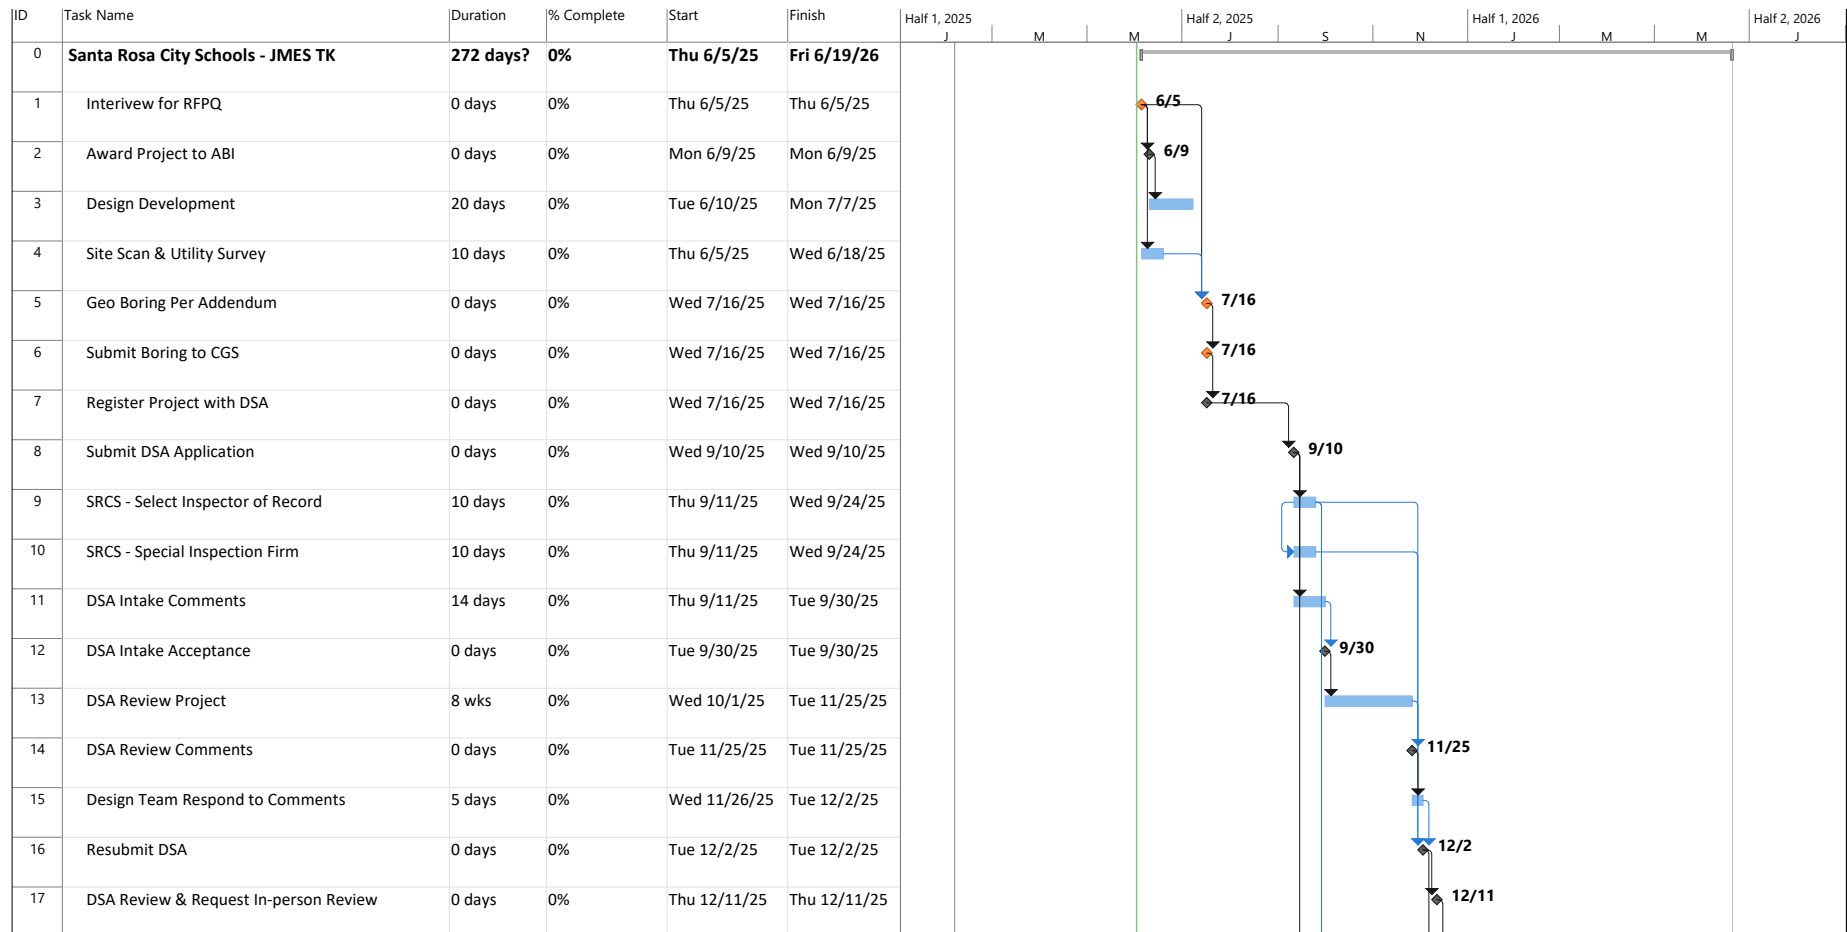 ID Task Name Duration % Complete Start Finish Half 1, 2025 Half 2, 2025 Half 1, 2026 Half 2, 2026
J M M J S N J M M J
0 Santa Rosa City Schools - JMES TK 272 days? 0% Thu 6/5/25 Fri 6/19/26
1 Interivew for RFPQ 0 days 0% Thu 6/5/25 Thu 6/5/25 6/5
2 Award Project to ABI 0 days 0% Mon 6/9/25 Mon 6/9/25 6/9
3 Design Development 20 days 0% Tue 6/10/25 Mon 7/7/25
4 Site Scan & Utility Survey 10 days 0% Thu 6/5/25 Wed 6/18/25
5 Geo Boring Per Addendum 0 days 0% Wed 7/16/25 Wed 7/16/25 7/16
6 Submit Boring to CGS 0 days 0% Wed 7/16/25 Wed 7/16/25 7/16
7 Register Project with DSA 0 days 0% Wed 7/16/25 Wed 7/16/25 7/16
8 Submit DSA Application 0 days 0% Wed 9/10/25 Wed 9/10/25 9/10
9 SRCS - Select Inspector of Record 10 days 0% Thu 9/11/25 Wed 9/24/25
10 SRCS - Special Inspection Firm 10 days 0% Thu 9/11/25 Wed 9/24/25
11 DSA Intake Comments 14 days 0% Thu 9/11/25 Tue 9/30/25
12 DSA Intake Acceptance 0 days 0% Tue 9/30/25 Tue 9/30/25 9/30
13 DSA Review Project 8 wks 0% Wed 10/1/25 Tue 11/25/25
14 DSA Review Comments 0 days 0% Tue 11/25/25 Tue 11/25/25 11/25
15 Design Team Respond to Comments 5 days 0% Wed 11/26/25 Tue 12/2/25
16 Resubmit DSA 0 days 0% Tue 12/2/25 Tue 12/2/25 12/2
17 DSA Review & Request In-person Review 0 days 0% Thu 12/11/25 Thu 12/11/25 12/11